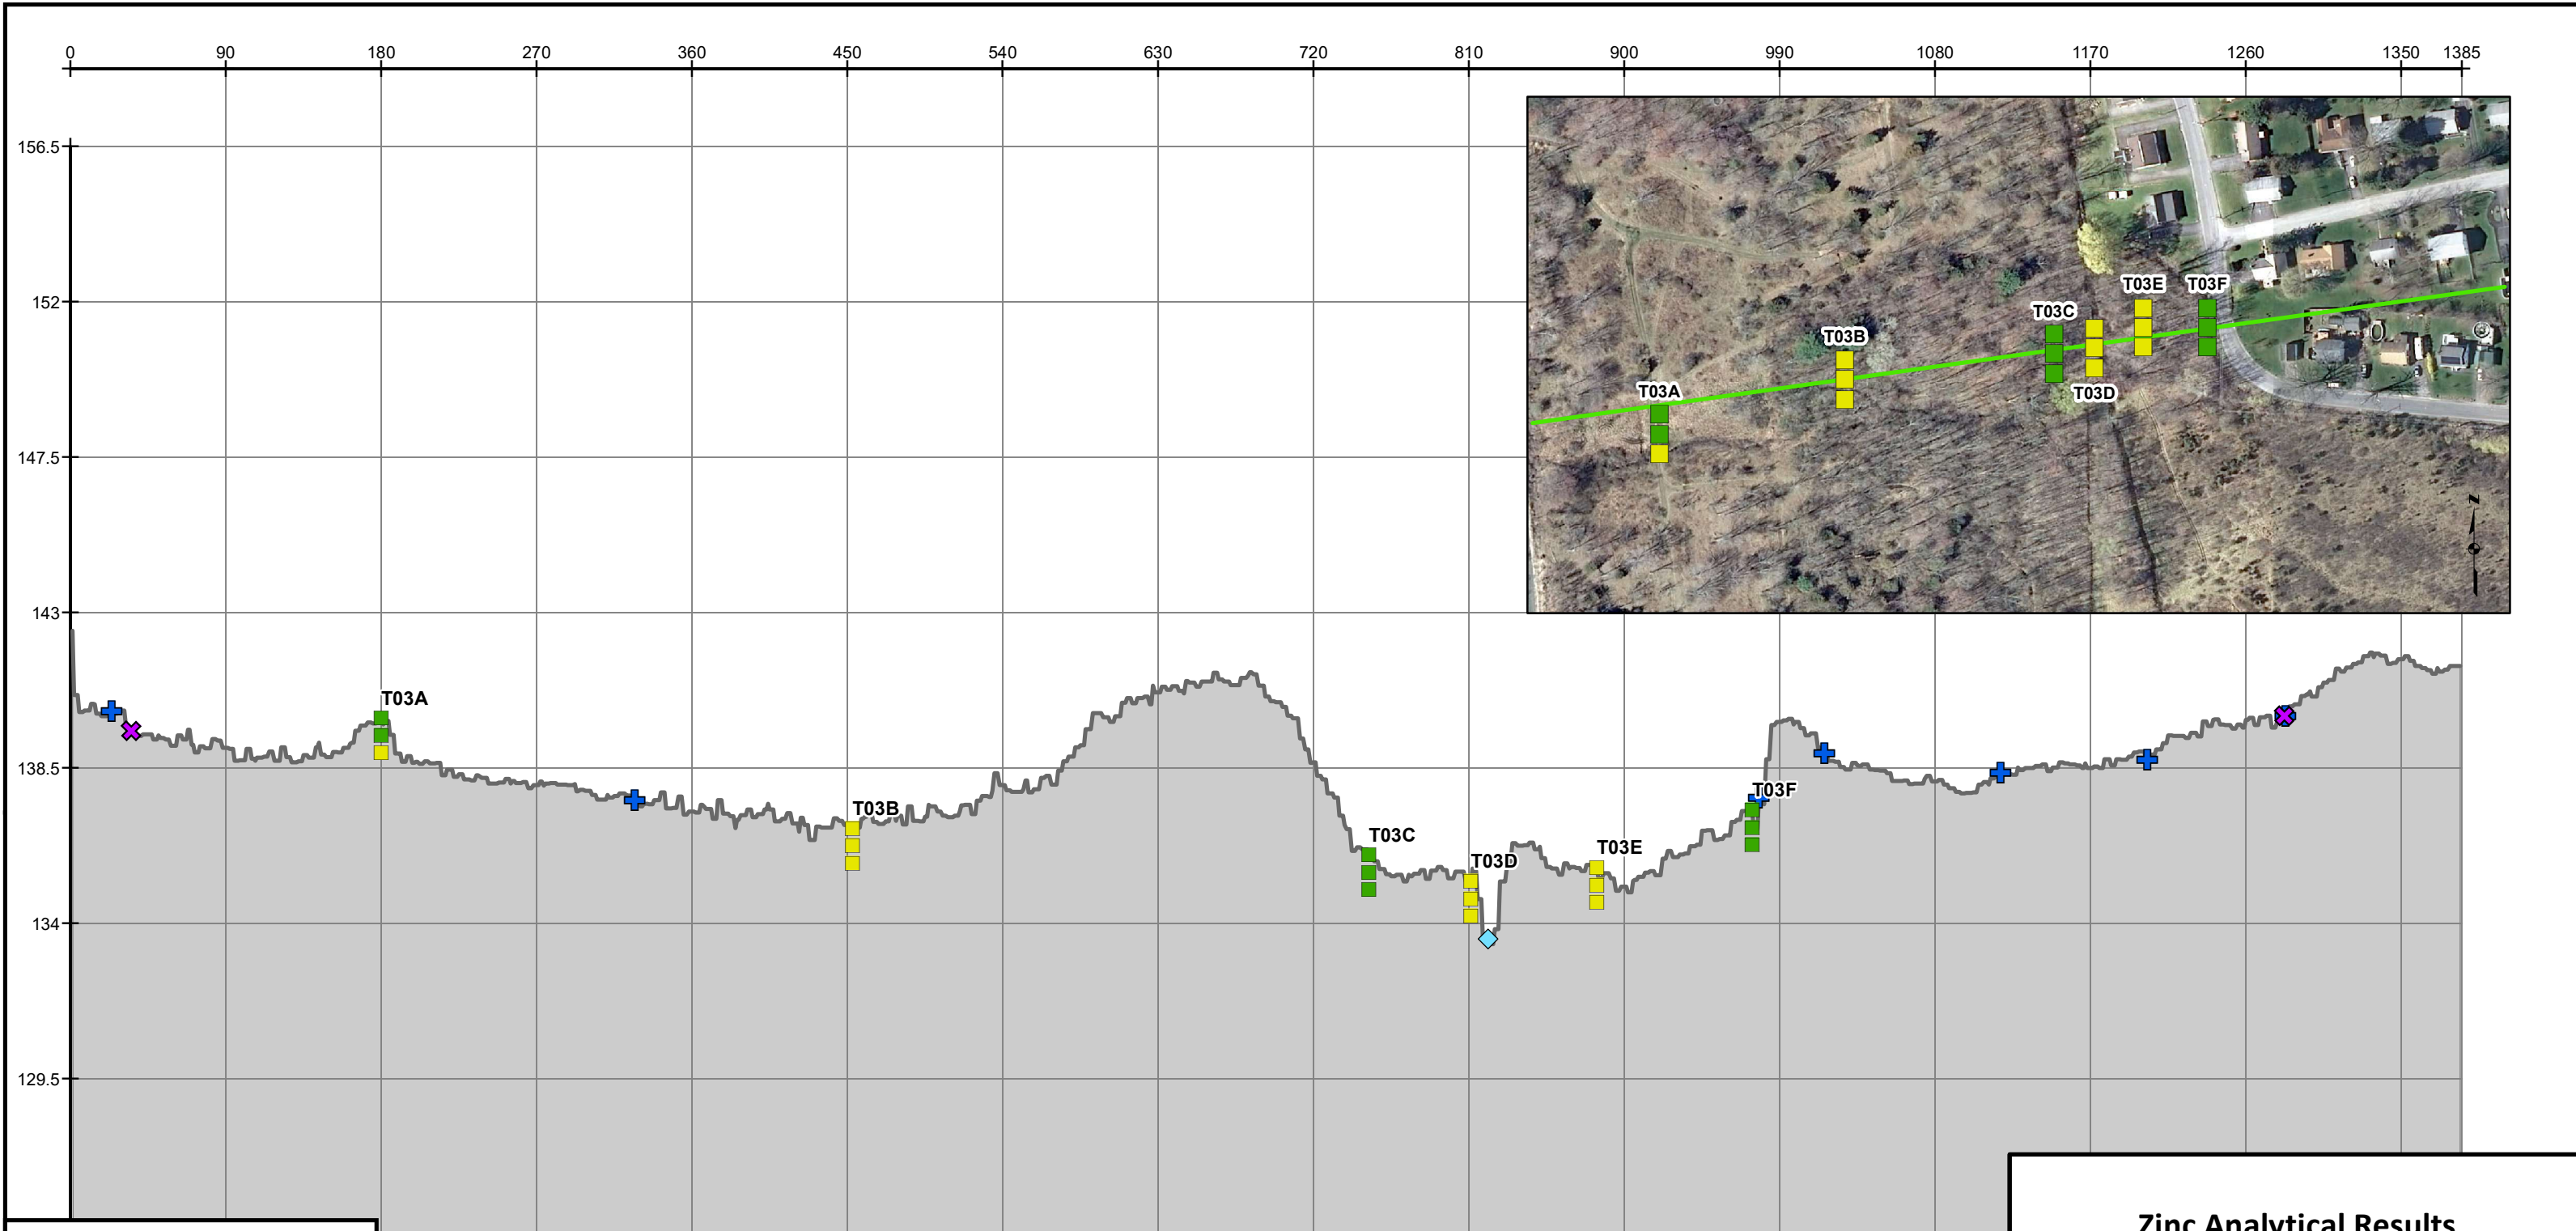 0 90 180 270 360 450 540 630 720 810 900 990 1080 1170 1260 1350 1385
156.5
152
147.5
143
138.5
134
129.5
T03E T03F
T03C
T03B
T03D
T03A
N
T03A
T03B
T03C
T03D
T03E
T03F
Zinc Analytical Results